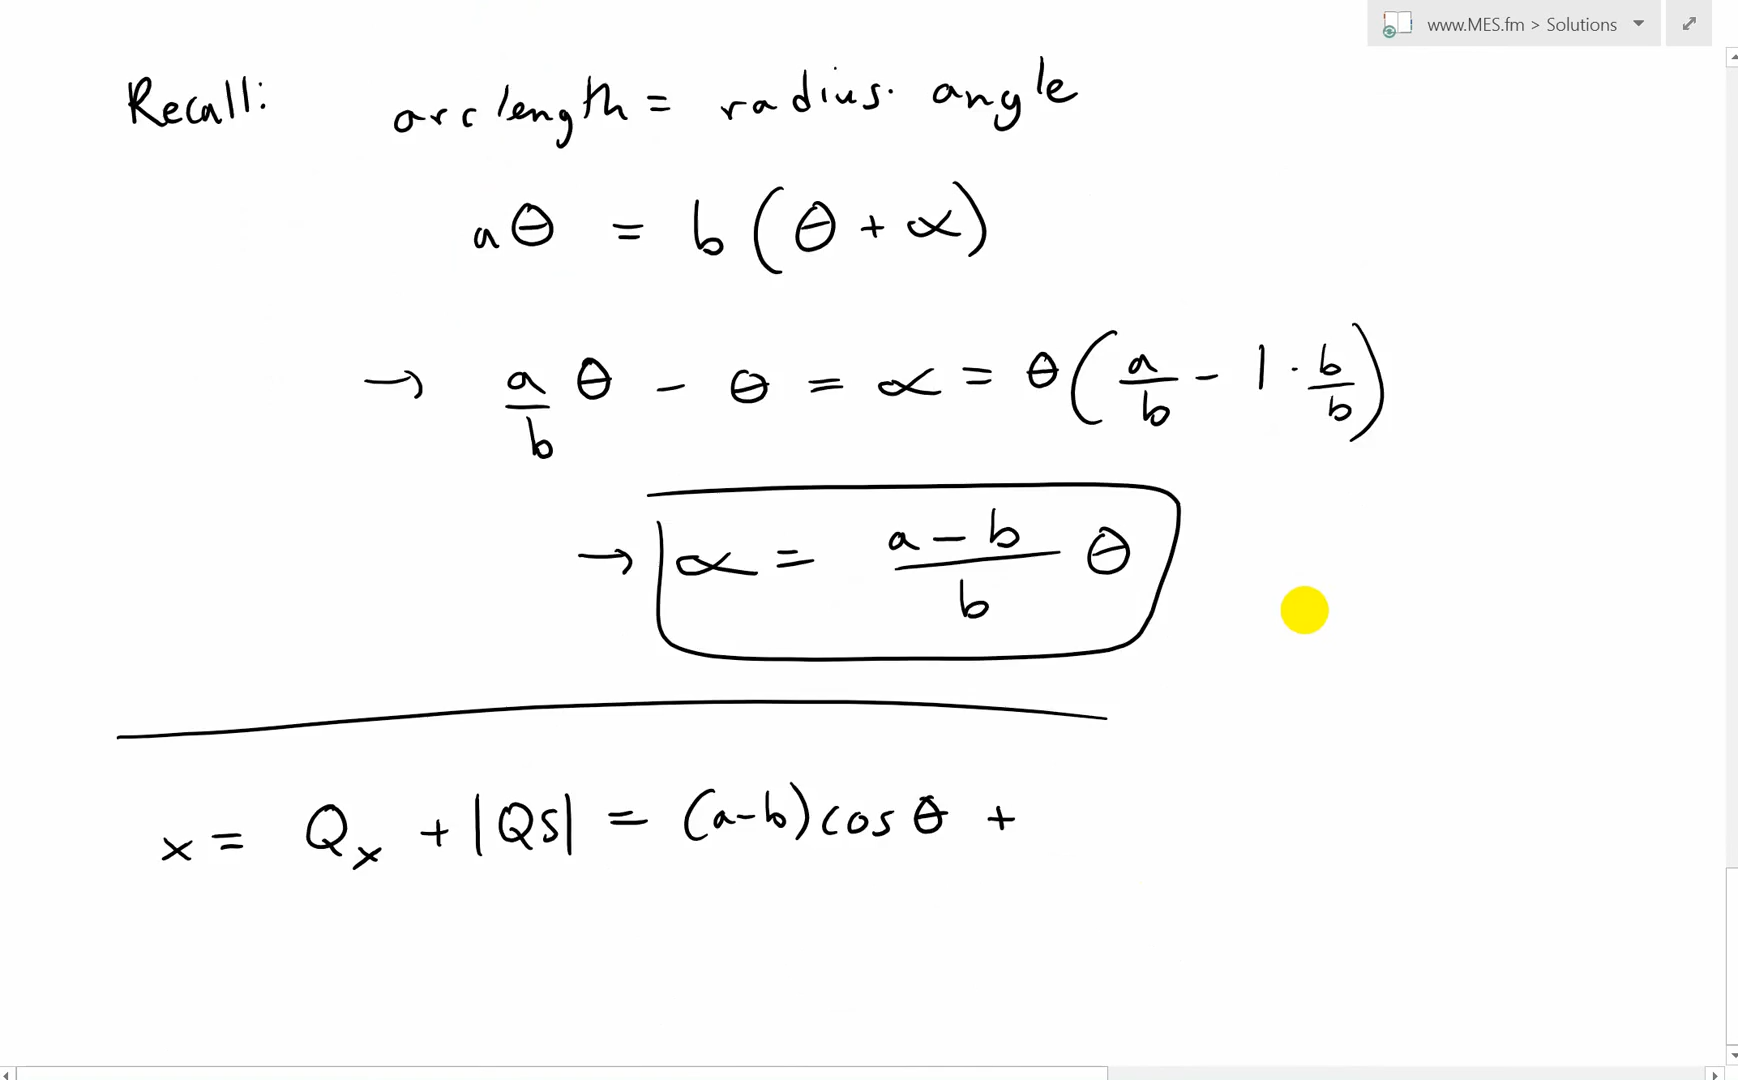 www.MES.fm > Solutions
Recall: arc length = radius · angle
aθ = b(θ + α)
→ a/b θ - θ = α = θ(a/b - 1 · b/b)
→ α = a - b/b θ
x = Qₓ + |QS| = (a-b)cos θ +